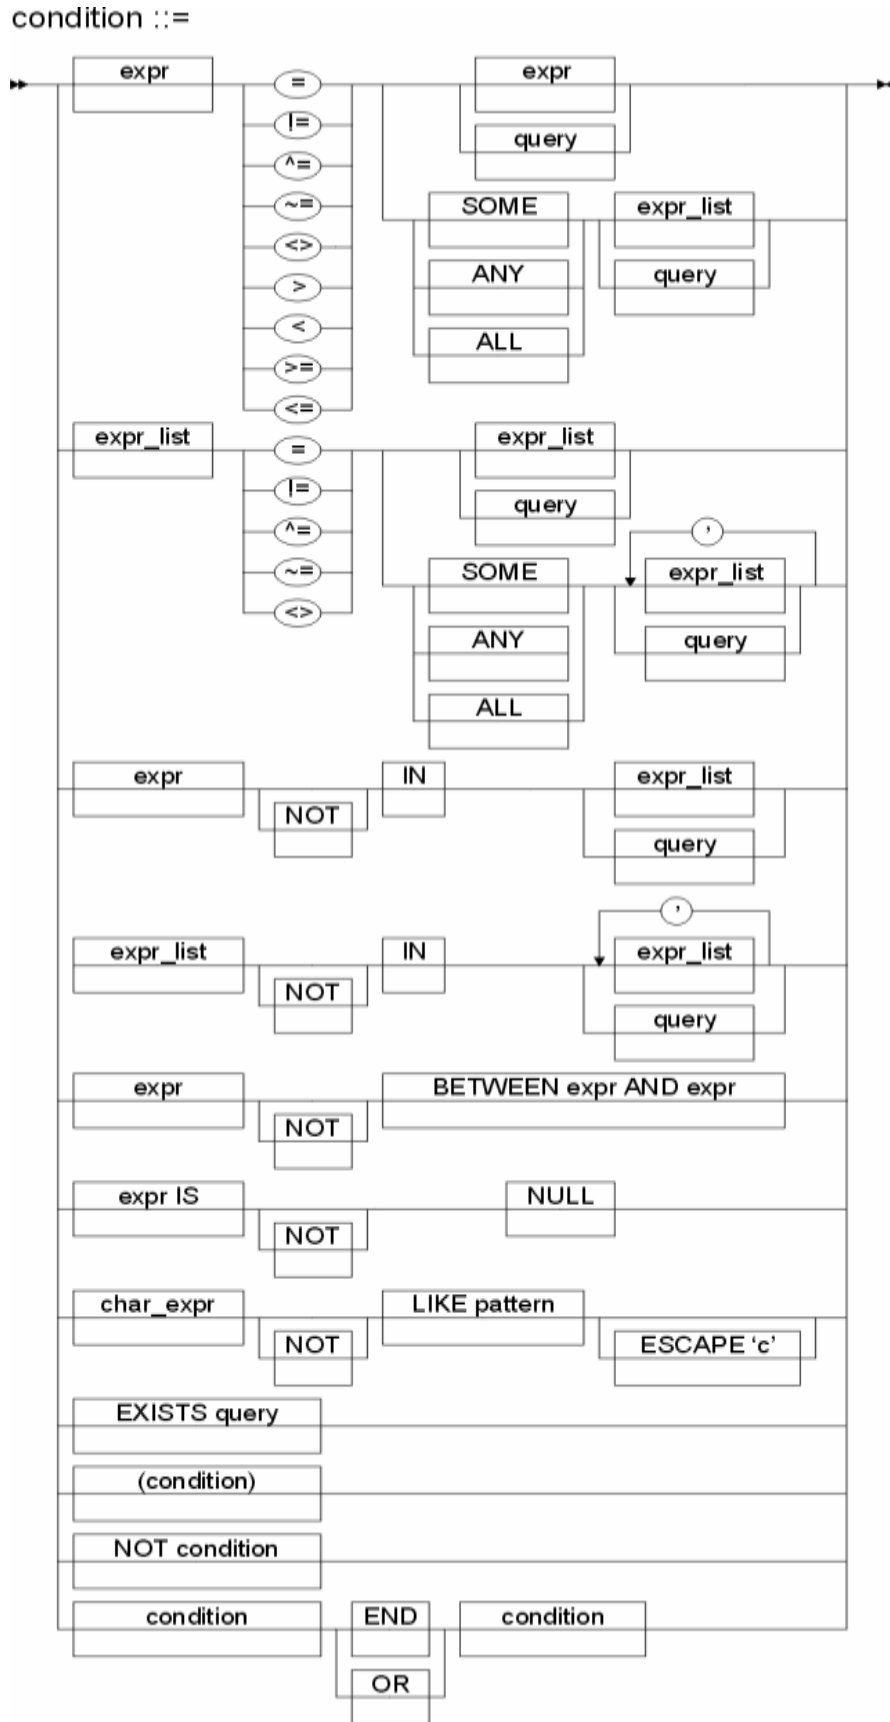 condition ::=
expr = expr
!=
query
^=
~= SOME expr_list
<>
> ANY query
<
>= ALL
<=
expr_list = expr_list
!=
query
^= ,
~= SOME expr_list
<>
ANY query
ALL
expr IN expr_list
NOT
query
,
expr_list IN expr_list
NOT
query
expr BETWEEN expr AND expr
NOT
expr IS NULL
NOT
char_expr LIKE pattern
NOT ESCAPE ‘c’
EXISTS query
(condition)
NOT condition
condition END condition
OR